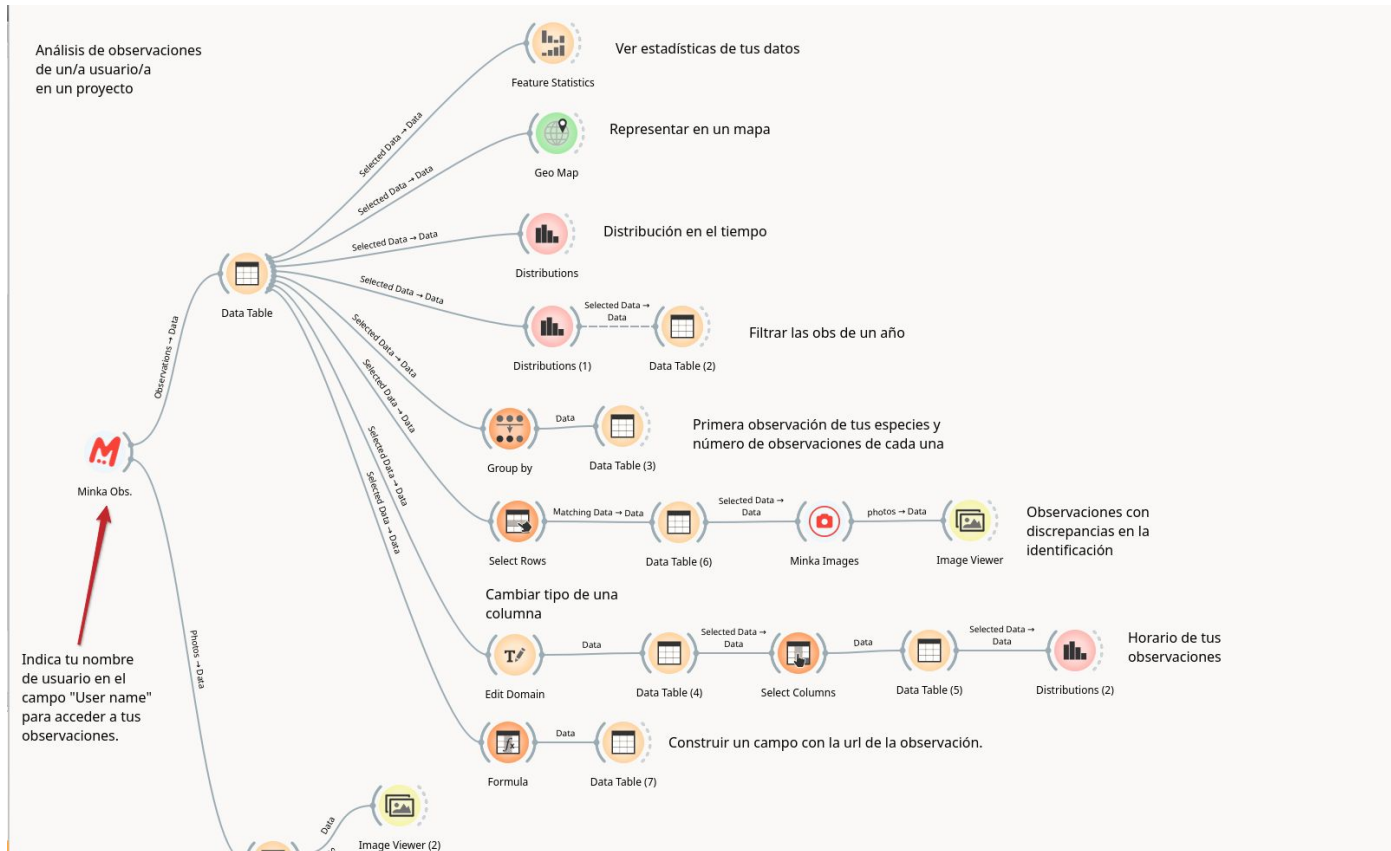 Análisis de observaciones
de un/a usuario/a
en un proyecto
Feature Statistics
Ver estadísticas de tus datos
Selected Data → Data
Geo Map
Representar en un mapa
Selected Data → Data
Distributions
Distribución en el tiempo
Selected Data → Data
Data Table
Selected Data → Data
Distributions (1)
Selected Data →
Data
Data Table (2)
Filtrar las obs de un año
Observations → Data
Selected Data → Data
Group by
Data
Data Table (3)
Primera observación de tus especies y
número de observaciones de cada una
Minka Obs.
Selected Data → Data
Select Rows
Matching Data → Data
Data Table (6)
Selected Data →
Data
Minka Images
photos → Data
Image Viewer
Observaciones con
discrepancias en la
identificación
Cambiar tipo de una
columna
Selected Data → Data
Edit Domain
Data
Data Table (4)
Selected Data →
Data
Select Columns
Data
Data Table (5)
Selected Data →
Data
Distributions (2)
Horario de tus
observaciones
Indica tu nombre
de usuario en el
campo "User name"
para acceder a tus
observaciones.
Photos → Data
Selected Data → Data
Formula
fx
Data
Data Table (7)
Construir un campo con la url de la observación.
Data
Image Viewer (2)